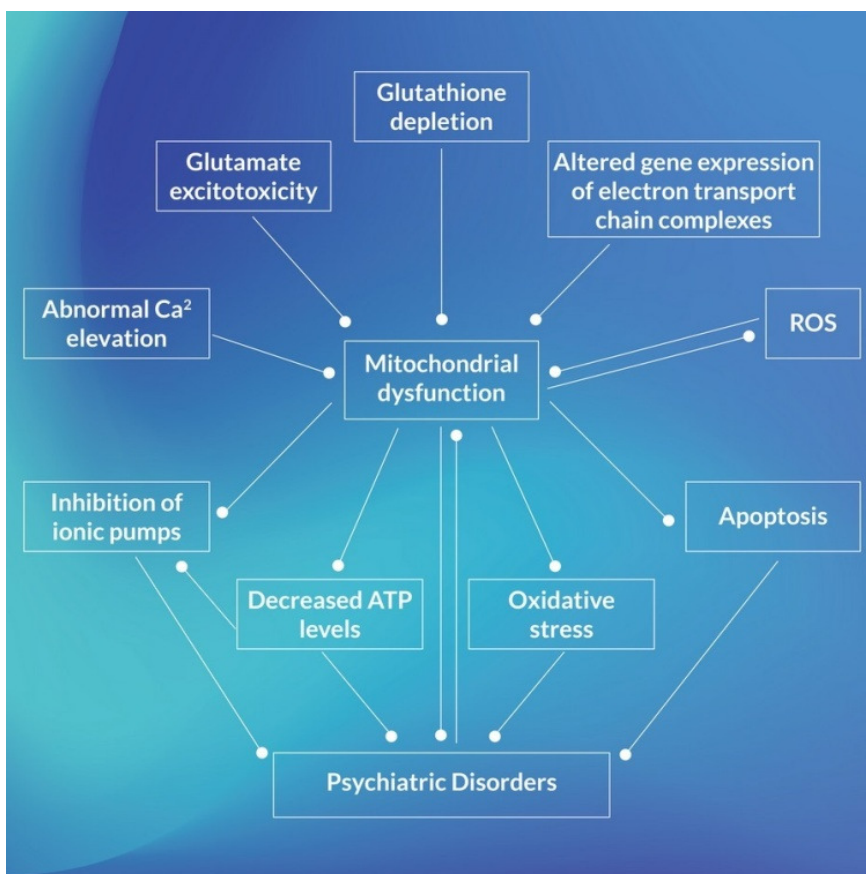 Glutathione
depletion
Glutamate
excitotoxicity
Altered gene expression
of electron transport
chain complexes
Abnormal Ca²
elevation
ROS
Mitochondrial
dysfunction
Inhibition of
ionic pumps
Apoptosis
Decreased ATP
levels
Oxidative
stress
Psychiatric Disorders